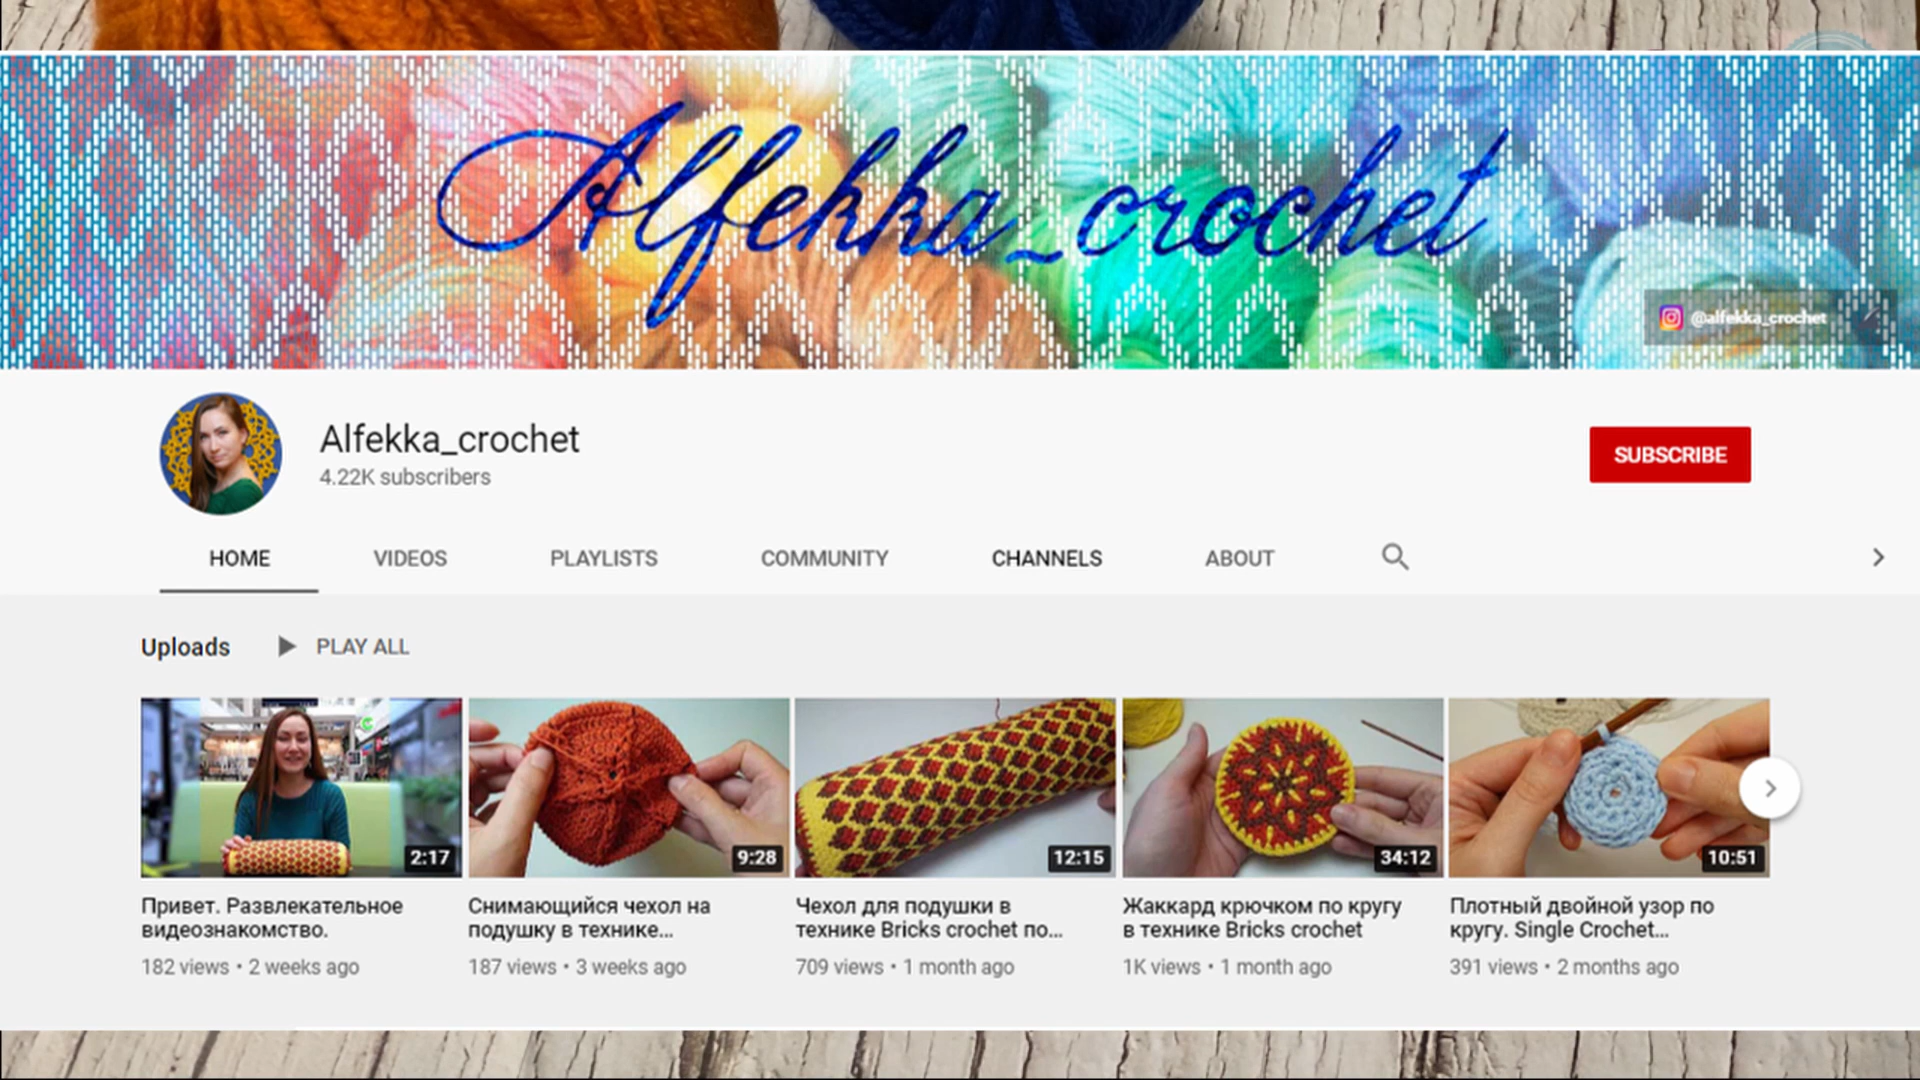 Alfekka_crochet
@alfekka_crochet
Alfekka_crochet
4.22K subscribers
SUBSCRIBE
HOME VIDEOS PLAYLISTS COMMUNITY CHANNELS ABOUT
Uploads PLAY ALL
2:17 9:28 12:15 34:12 10:51
Привет. Развлекательное
видеознакомство.
182 views • 2 weeks ago
Снимающийся чехол на
подушку в технике...
187 views • 3 weeks ago
Чехол для подушки в
технике Bricks crochet по...
709 views • 1 month ago
Жаккард крючком по кругу
в технике Bricks crochet
1K views • 1 month ago
Плотный двойной узор по
кругу. Single Crochet...
391 views • 2 months ago